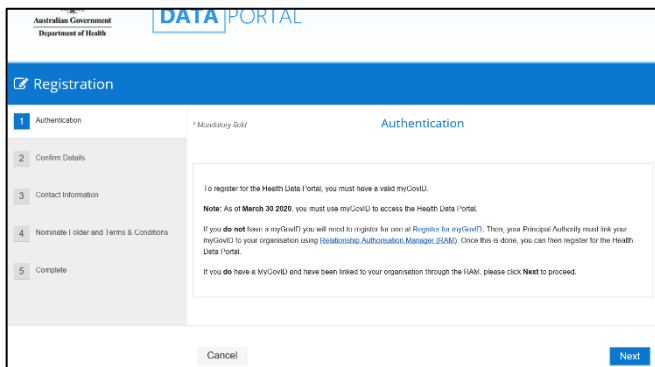 Australian Government
Department of Health
DATA PORTAL
Registration
1 Authentication
2 Confirm Details
3 Contact Information
4 Nominate Folder and Terms & Conditions
5 Complete
* Mandatory field
Authentication
To register for the Health Data Portal, you must have a valid myGovID.
Note: As of March 30 2020, you must use myGovID to access the Health Data Portal.
If you do not have a myGovID you will need to register for one at Register for myGovID. Then, your Principal Authority must link your
myGovID to your organisation using Relationship Authorisation Manager (RAM). Once this is done, you can then register for the Health
Data Portal.
If you do have a MyGovID and have been linked to your organisation through the RAM, please click Next to proceed.
Cancel
Next